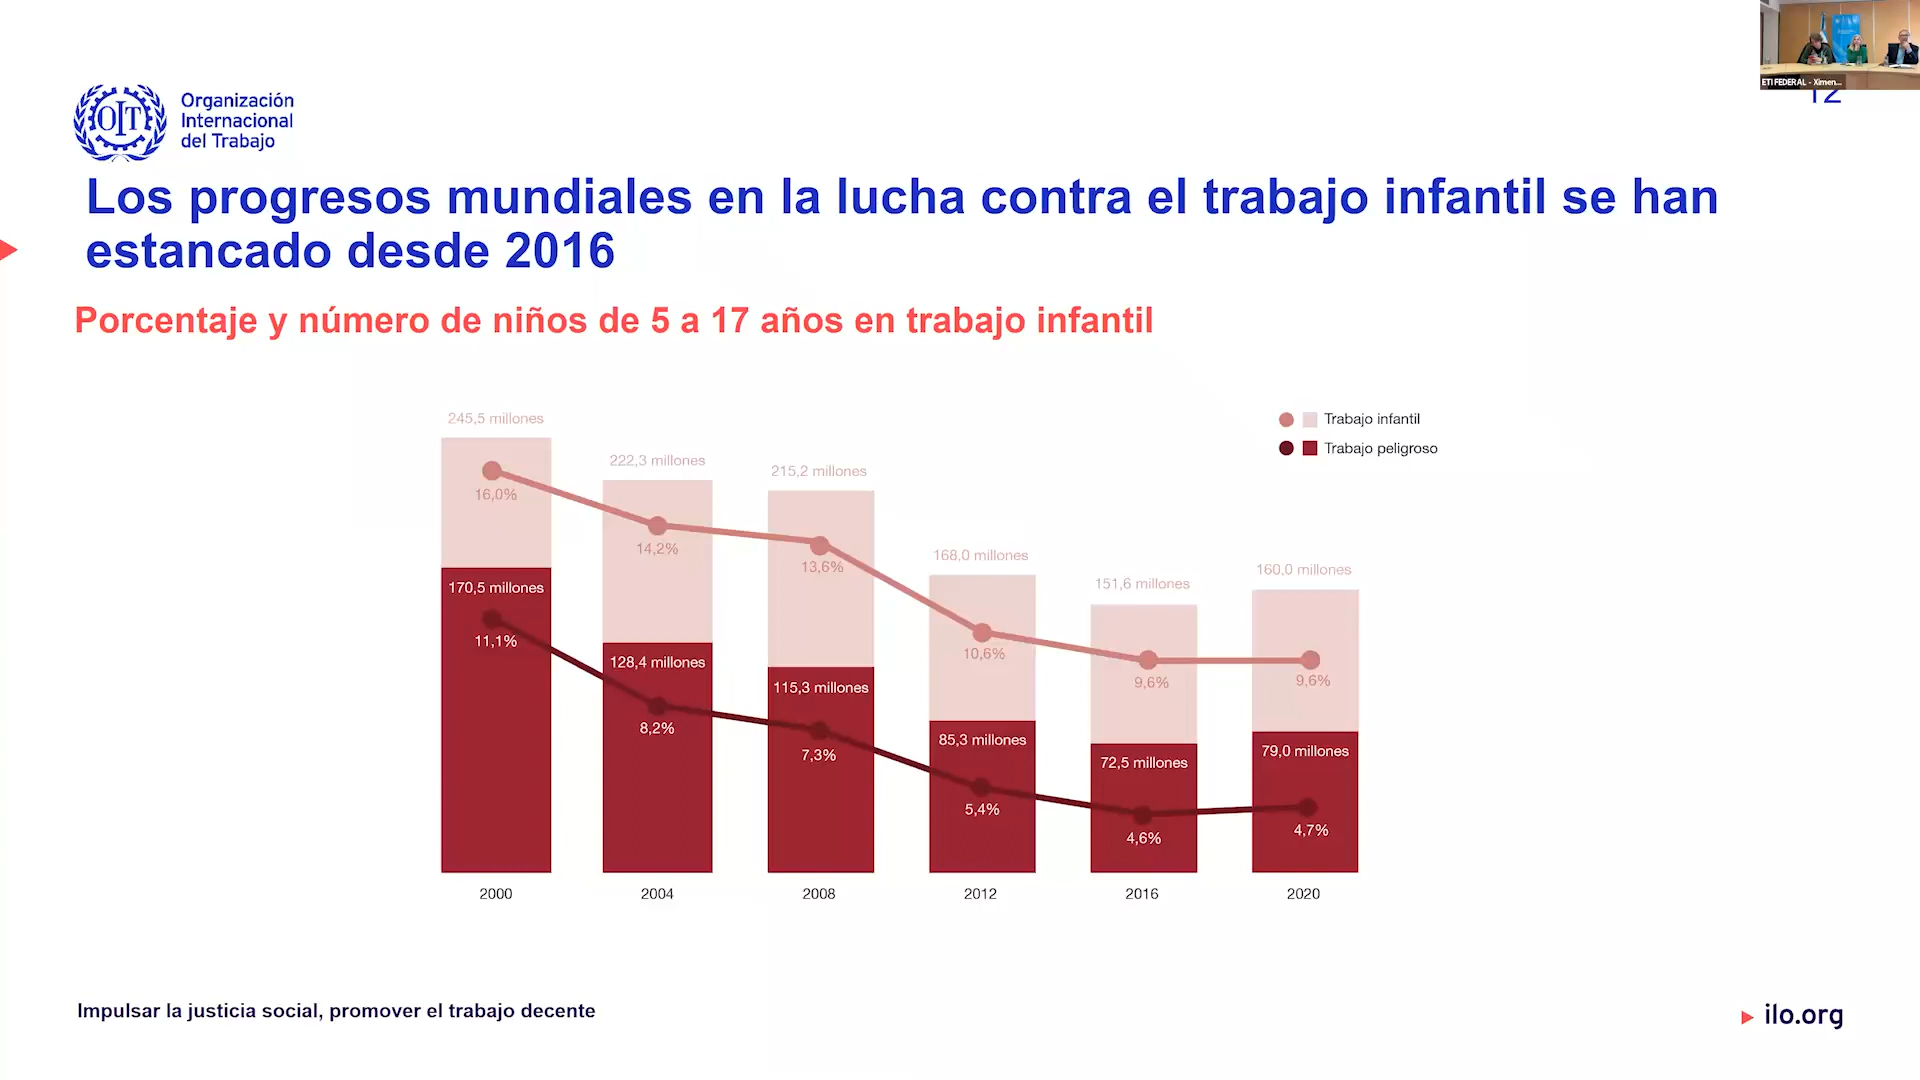 ETI FEDERAL - Ximen...
12
OIT
Organización
Internacional
del Trabajo
Los progresos mundiales en la lucha contra el trabajo infantil se han
estancado desde 2016
Porcentaje y número de niños de 5 a 17 años en trabajo infantil
Trabajo infantil
Trabajo peligroso
245,5 millones
222,3 millones
215,2 millones
168,0 millones
151,6 millones
160,0 millones
16,0%
14,2%
13,6%
10,6%
9,6%
9,6%
170,5 millones
128,4 millones
115,3 millones
85,3 millones
72,5 millones
79,0 millones
11,1%
8,2%
7,3%
5,4%
4,6%
4,7%
2000
2004
2008
2012
2016
2020
Impulsar la justicia social, promover el trabajo decente
ilo.org